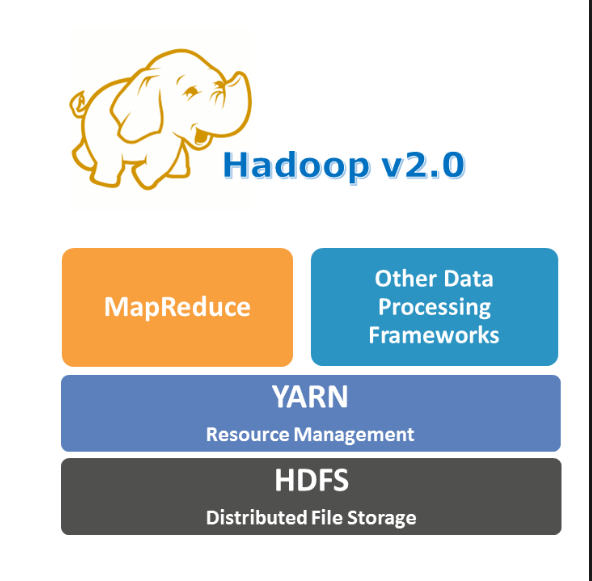 Hadoop v2.0
MapReduce
Other Data
Processing
Frameworks
YARN
Resource Management
HDFS
Distributed File Storage